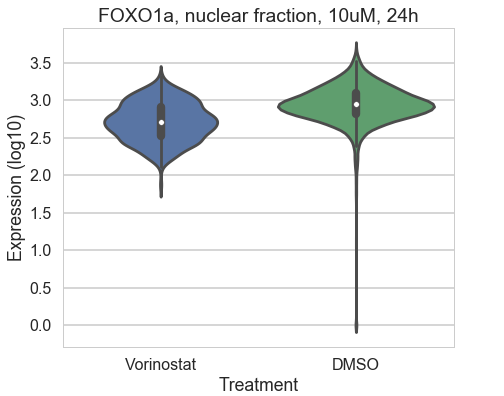 FOXO1a, nuclear fraction, 10uM, 24h
Expression (log10)
3.5
3.0
2.5
2.0
1.5
1.0
0.5
0.0
Vorinostat DMSO
Treatment